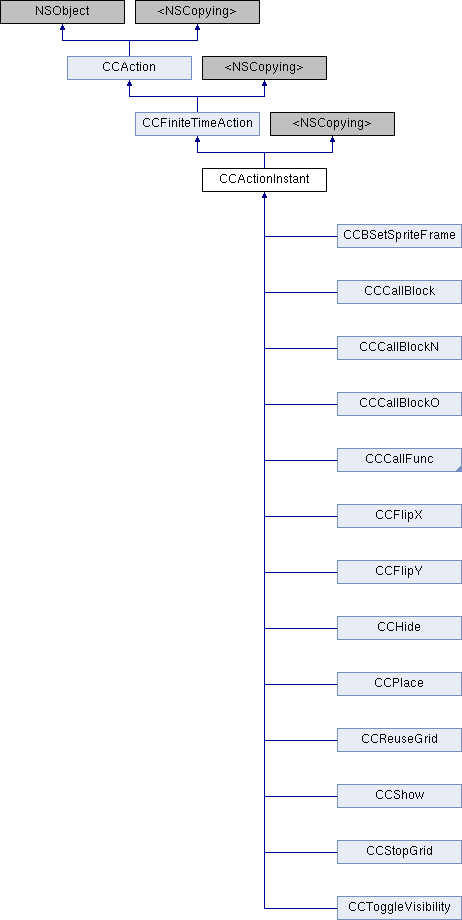 NSObject
<NSCopying>
CCAction
<NSCopying>
CCFiniteTimeAction
<NSCopying>
CCActionInstant
CCBSetSpriteFrame
CCCallBlock
CCCallBlockN
CCCallBlockO
CCCallFunc
CCFlipX
CCFlipY
CCHide
CCPlace
CCReuseGrid
CCShow
CCStopGrid
CCToggleVisibility